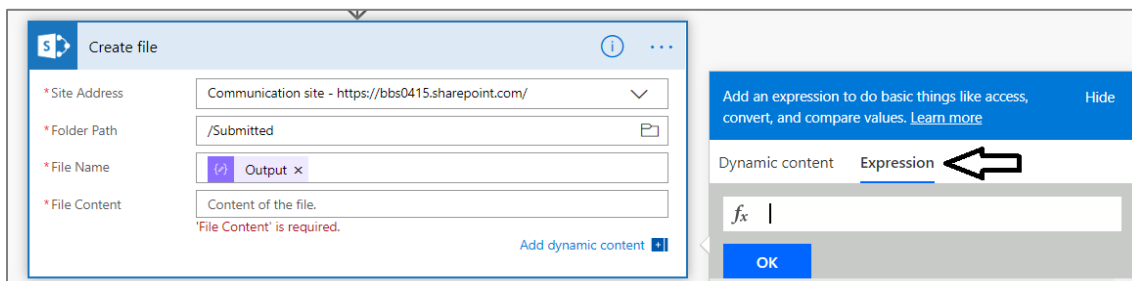 Create file
*Site Address
Communication site - https://bbs0415.sharepoint.com/
*Folder Path
/Submitted
*File Name
Output ×
*File Content
Content of the file.
'File Content' is required.
Add dynamic content
Add an expression to do basic things like access,
convert, and compare values. Learn more
Hide
Dynamic content
Expression
fx
OK